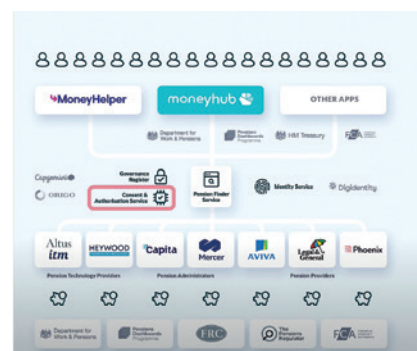 MoneyHelper
moneyhub
OTHER APPS
Department for
Work & Pensions
Pensions
Dashboards
Programme
HM Treasury
FCA
Capgemini
ORIGO
Governance
Register
Consent &
Authorisation Service
Pension Finder
Service
Identity Service
Digidentity
Altus
itm
HEYWOOD
Capita
Mercer
AVIVA
Legal &
General
Phoenix
Pension Technology Providers
Pension Administrators
Pension Providers
Department for
Work & Pensions
Pensions
Dashboards
Programme
FRC
The
Pensions
Regulator
FCA